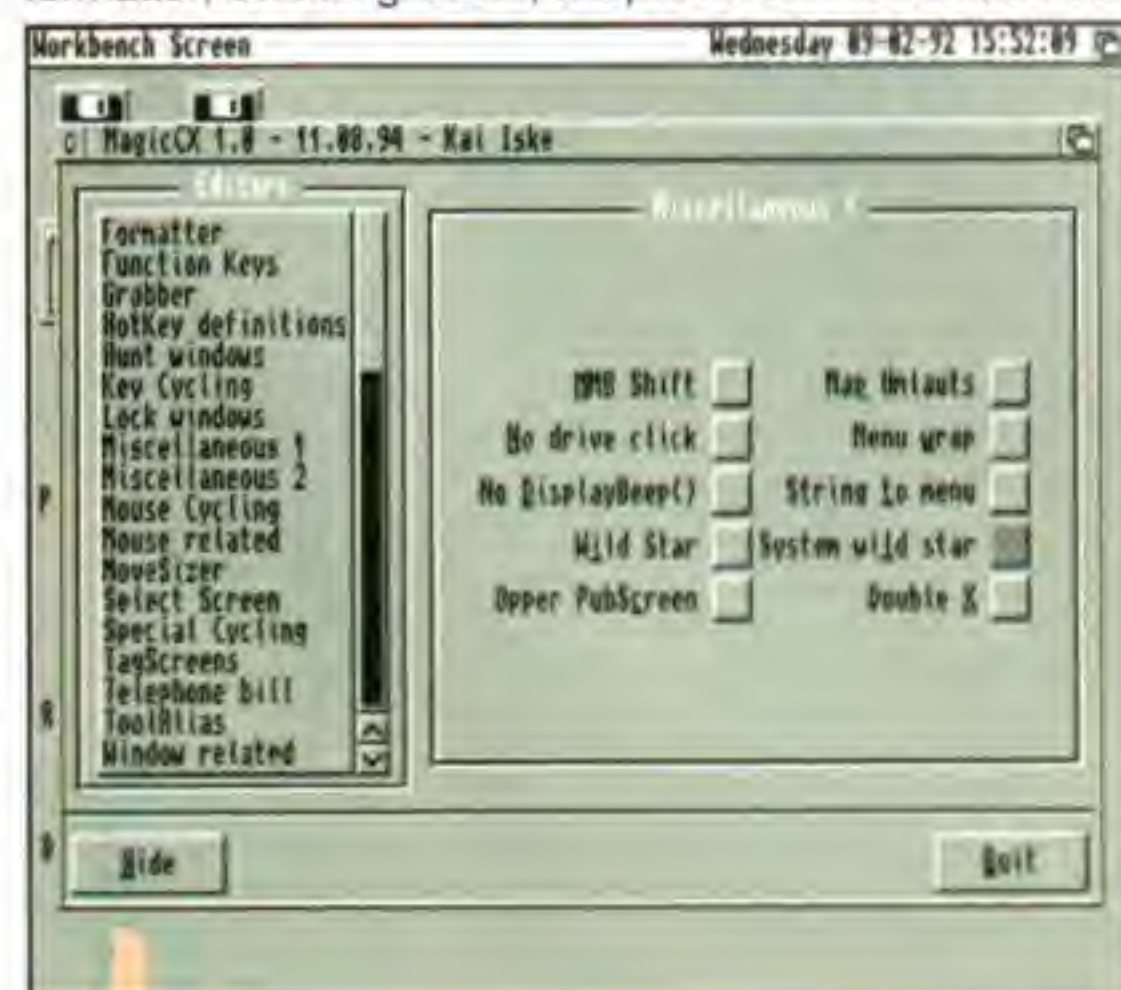 Workbench Screen
Wednesday 09-02-92 15:52:09
MagicCX 1.0 - 11.08.94 - Kai Iske
Editors
Formatter
Function Keys
Grabber
HotKey definitions
Hunt windows
Key Cycling
Lock windows
Miscellaneous 1
Miscellaneous 2
Mouse Cycling
Mouse related
MoveSizer
Select Screen
Special Cycling
TagScreens
Telephone bill
ToolAlias
Window related
Miscellaneous
MMB Shift
Map Umlauts
No drive click
Menu wrap
No DisplayBeep()
String to menu
Wild Star
System wild star
Upper PubScreen
Double X
P
R
Hide
Quit